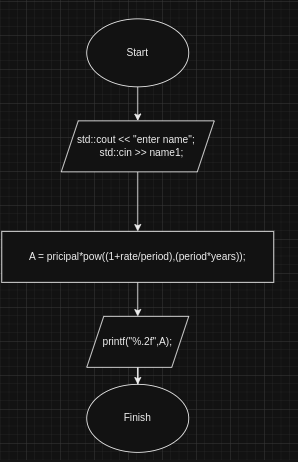 Start
std::cout << "enter name";
std::cin >> name1;
A = pricipal*pow((1+rate/period),(period*years));
printf("%.2f",A);
Finish